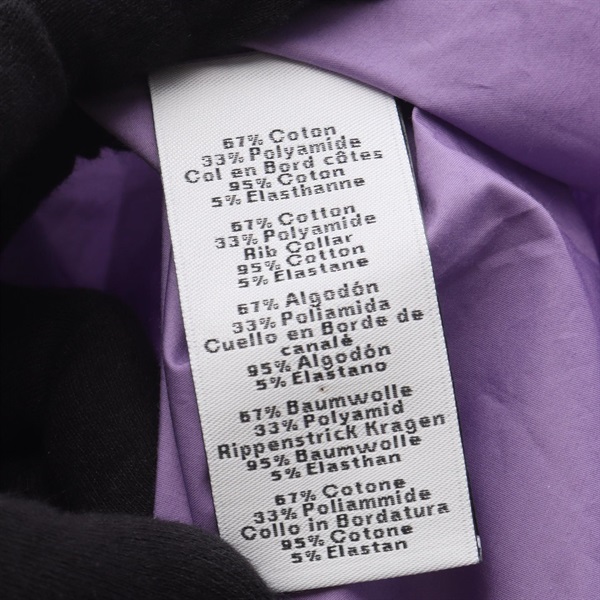 67% Coton
33% Polyamide
Col en Bord côtes
95% Coton
5% Elasthanne
67% Cotton
33% Polyamide
Rib Collar
95% Cotton
5% Elastane
67% Algodón
33% Poliamida
Cuello en Borde de
canalé
95% Algodón
5% Elastano
67% Baumwolle
33% Polyamid
Rippenstrick Kragen
95% Baumwolle
5% Elasthan
67% Cotone
33% Poliammide
Collo in Bordatura
95% Cotone
5% Elastan